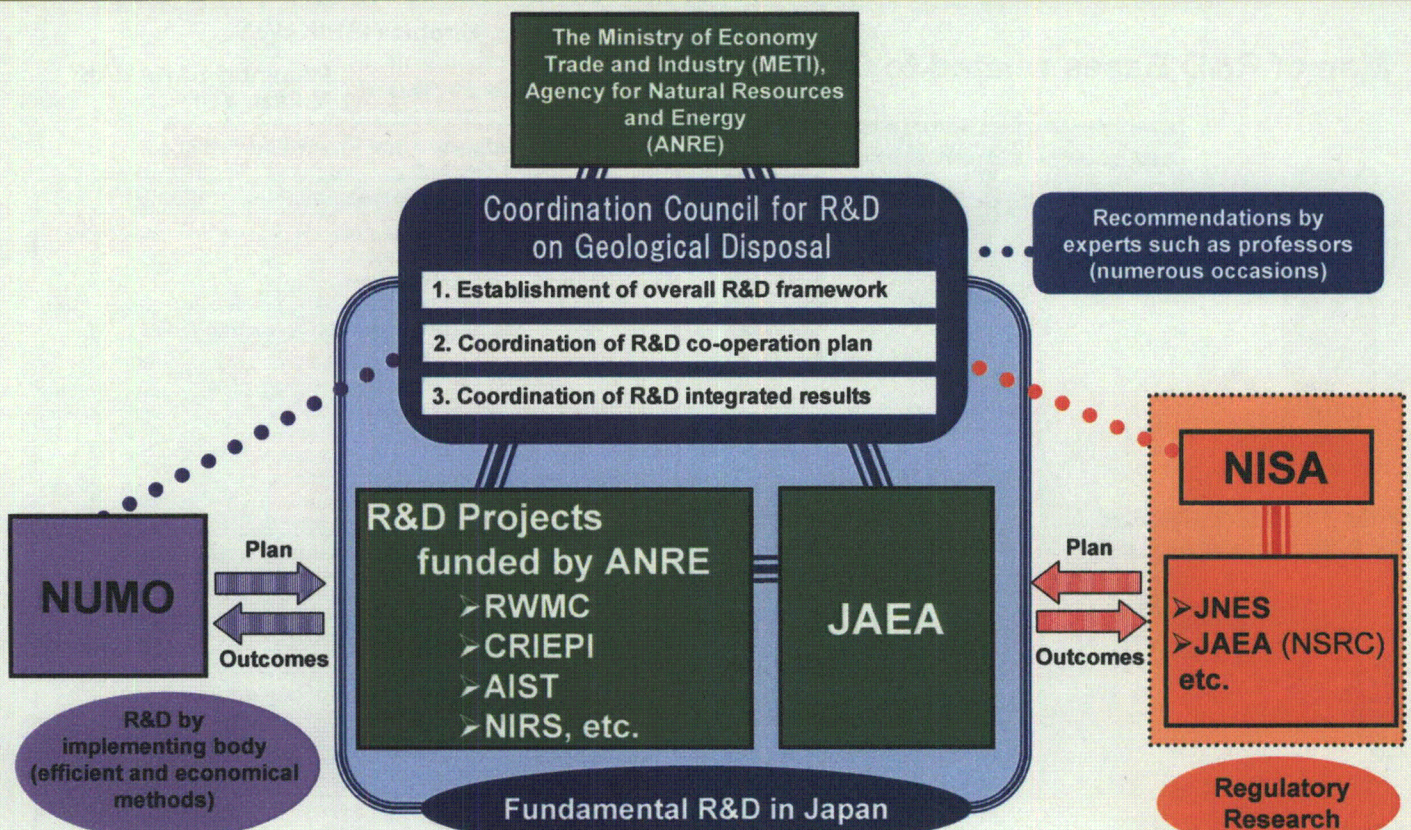 The Ministry of Economy
Trade and Industry (METI),
Agency for Natural Resources
and Energy
(ANRE)
Coordination Council for R&D
on Geological Disposal
1. Establishment of overall R&D framework
2. Coordination of R&D co-operation plan
3. Coordination of R&D integrated results
Recommendations by
experts such as professors
(numerous occasions)
NUMO
Plan
Outcomes
R&D by
implementing body
(efficient and economical
methods)
R&D Projects
funded by ANRE
➢RWMC
➢CRIEPI
➢AIST
➢NIRS, etc.
JAEA
Fundamental R&D in Japan
Plan
Outcomes
NISA
➢JNES
➢JAEA (NSRC)
etc.
Regulatory
Research